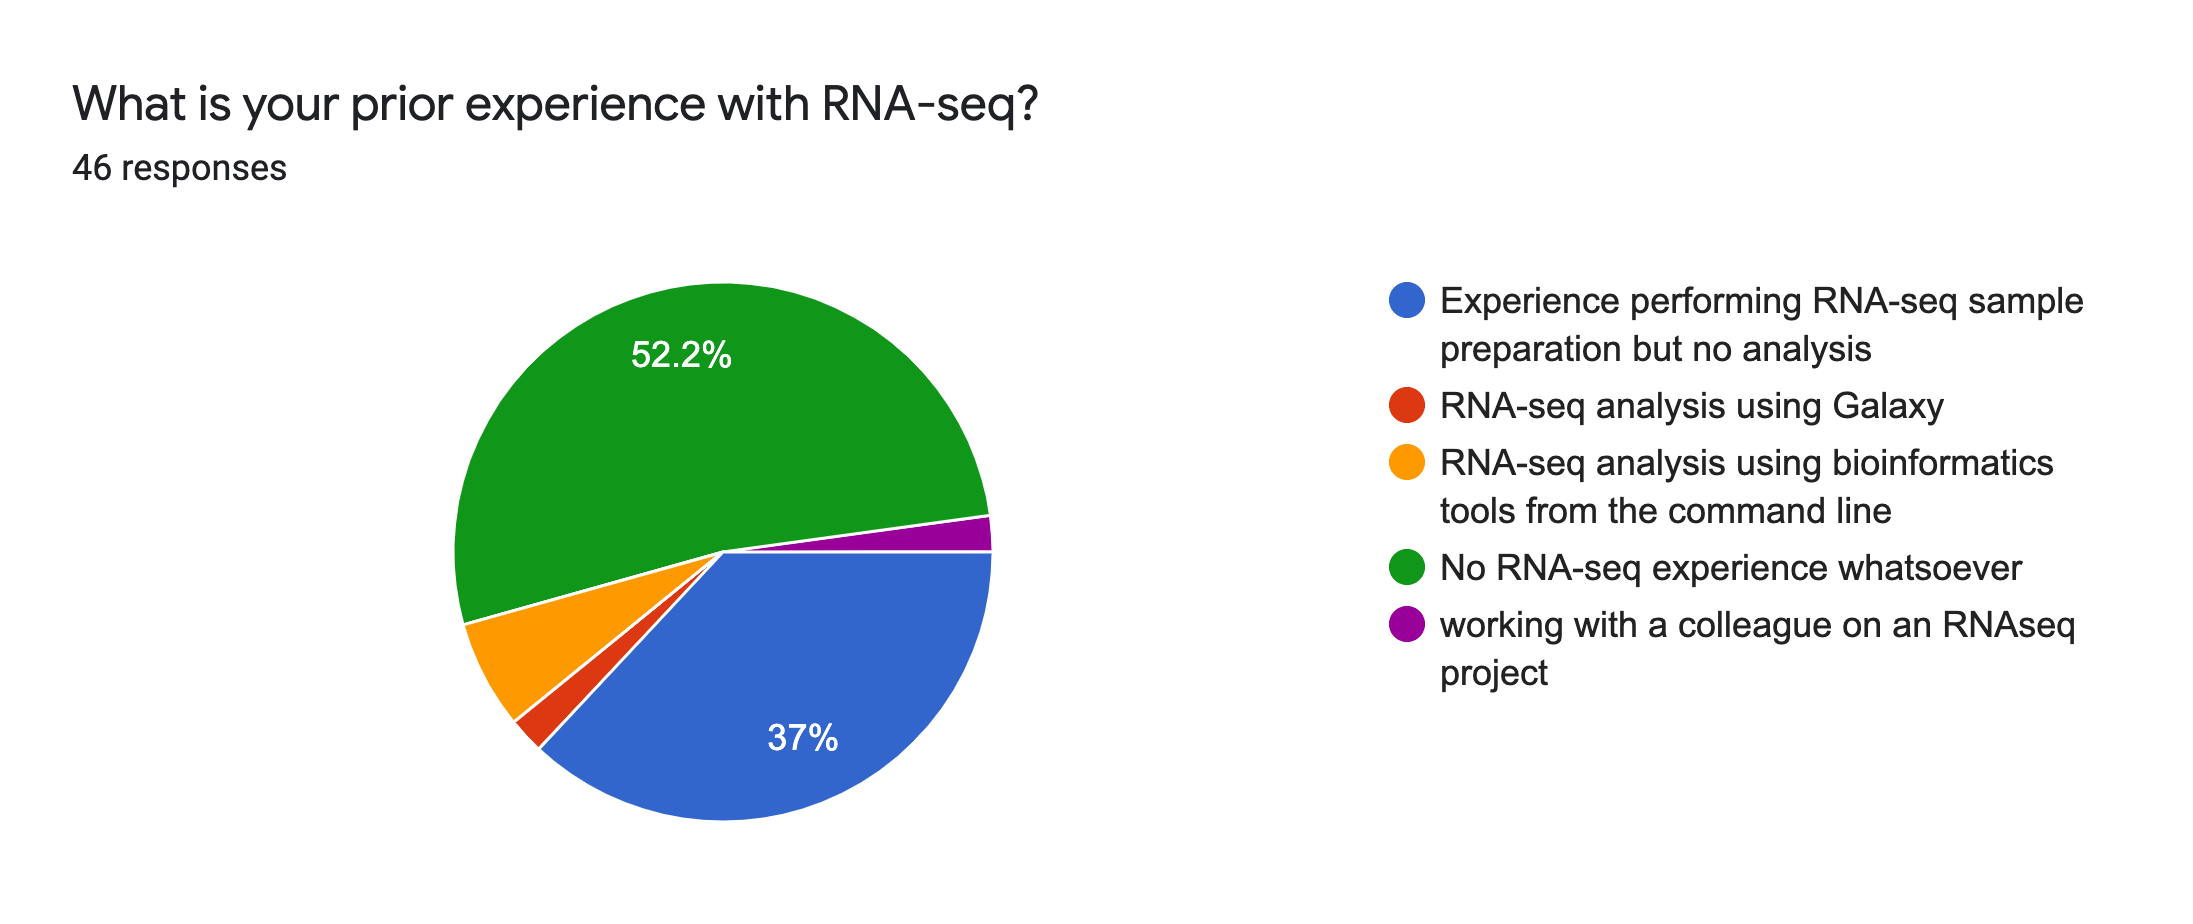 What is your prior experience with RNA-seq?
46 responses
52.2%
37%
Experience performing RNA-seq sample
preparation but no analysis
RNA-seq analysis using Galaxy
RNA-seq analysis using bioinformatics
tools from the command line
No RNA-seq experience whatsoever
working with a colleague on an RNAseq
project